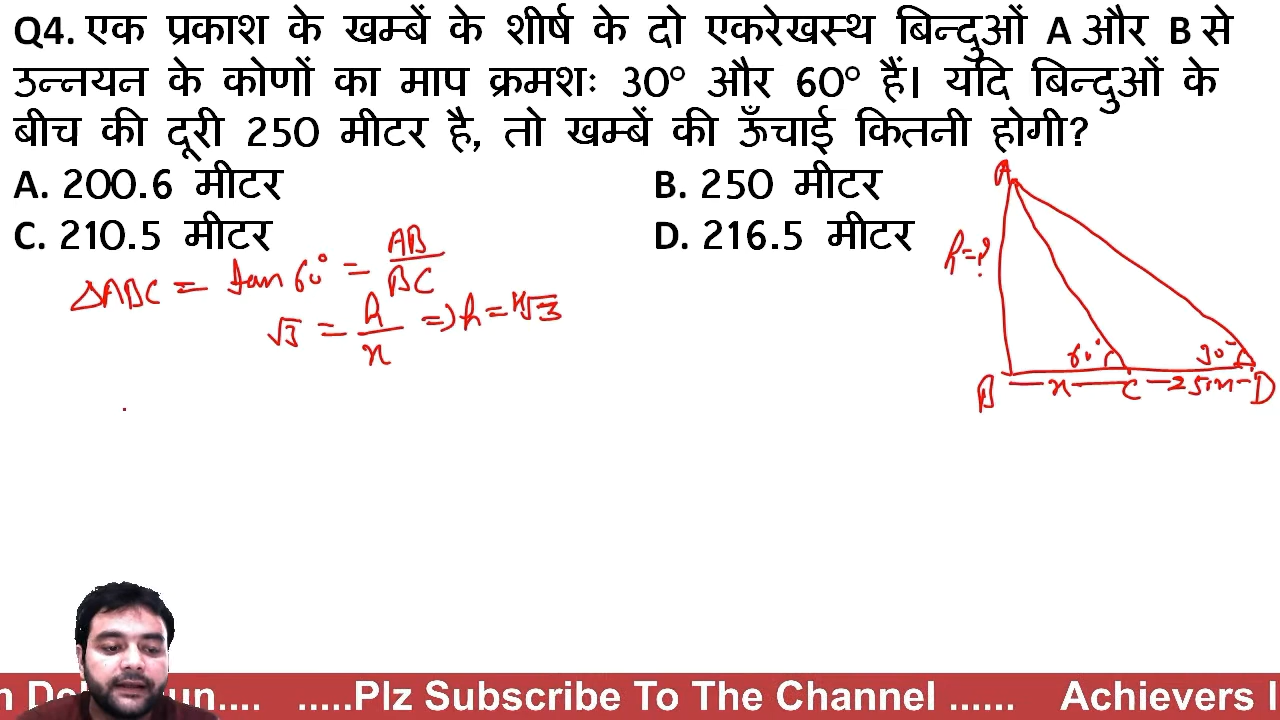 Q4. एक प्रकाश के खम्बें के शीर्ष के दो एकरेखस्थ बिन्दुओं A और B से
उन्नयन के कोणों का माप क्रमशः 30° और 60° हैं। यदि बिन्दुओं के
बीच की दूरी 250 मीटर है, तो खम्बें की ऊँचाई कितनी होगी?
A. 200.6 मीटर B. 250 मीटर
C. 210.5 मीटर D. 216.5 मीटर
△ABC = tan 60° = AB/BC
√3 = h/x => h = x√3
A
h=?
60° 30°
B x C 250m D
.....Plz Subscribe To The Channel ...... Achievers